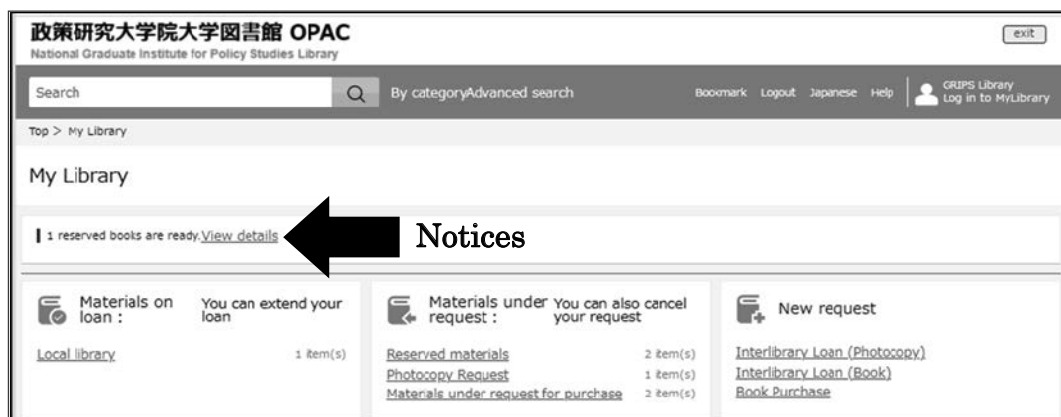 政策研究大学院大学図書館 OPAC
National Graduate Institute for Policy Studies Library
exit
Search
By categoryAdvanced search
Bookmark Logout Japanese Help
GRIPS Library
Log in to MyLibrary
Top > My Library
My Library
1 reserved books are ready.View details
Notices
Materials on loan :
You can extend your loan
Local library 1 item(s)
Materials under request :
You can also cancel your request
Reserved materials 2 item(s)
Photocopy Request 1 item(s)
Materials under request for purchase 2 item(s)
New request
Interlibrary Loan (Photocopy)
Interlibrary Loan (Book)
Book Purchase